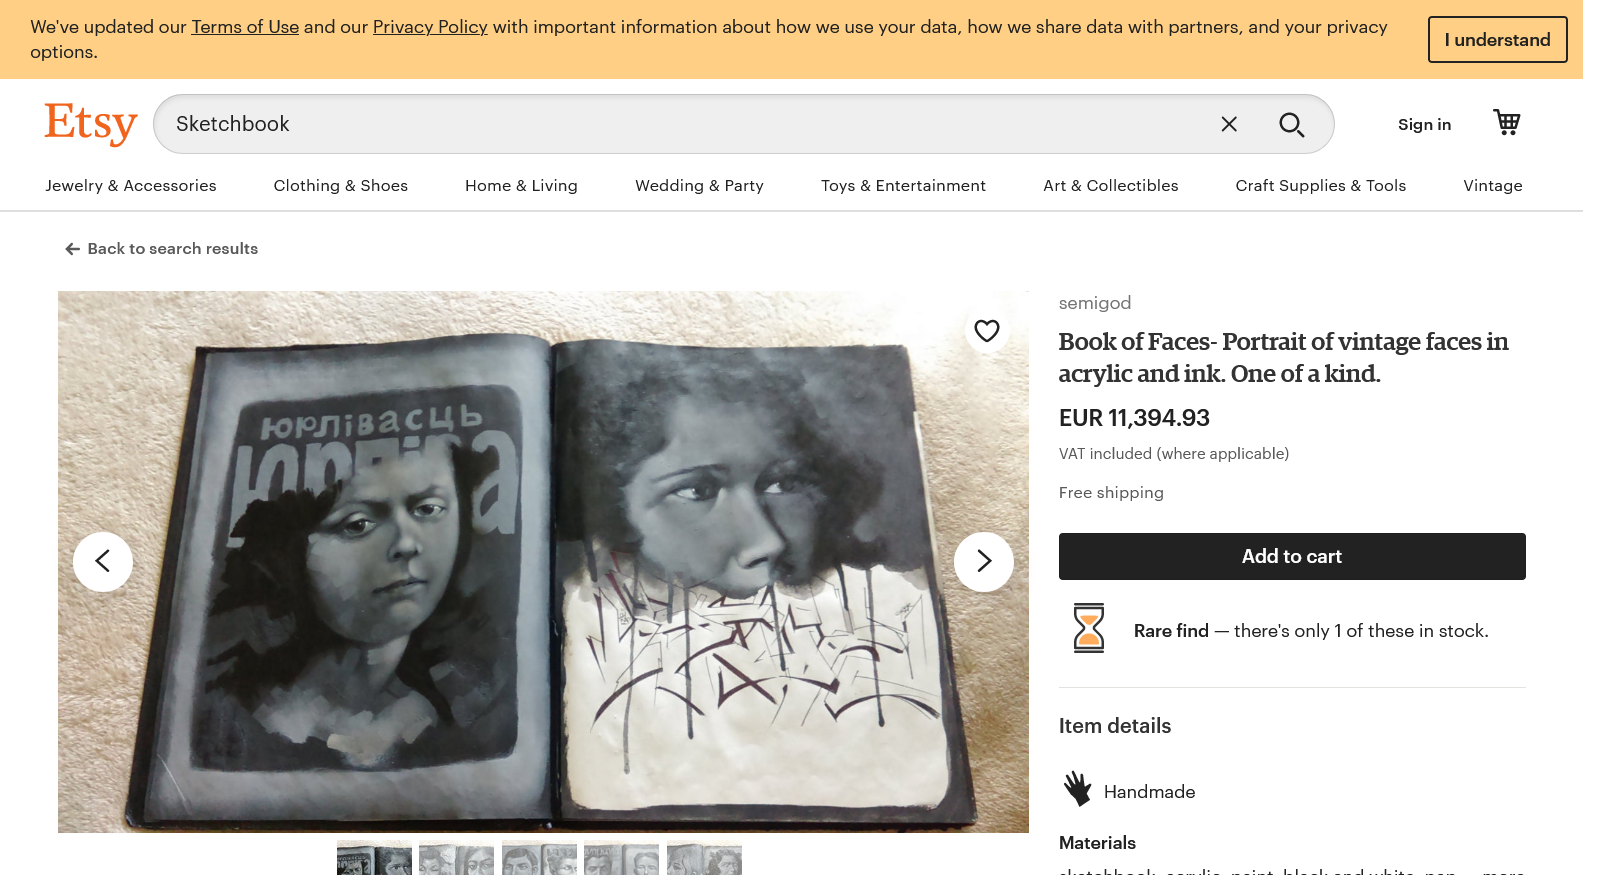 We've updated our Terms of Use and our Privacy Policy with important information about how we use your data, how we share data with partners, and your privacy
options.
I understand
Etsy
Sketchbook
Sign in
Jewelry & Accessories
Clothing & Shoes
Home & Living
Wedding & Party
Toys & Entertainment
Art & Collectibles
Craft Supplies & Tools
Vintage
Back to search results
ЮРЛІВАСЦЬ
semigod
Book of Faces- Portrait of vintage faces in
acrylic and ink. One of a kind.
EUR 11,394.93
VAT included (where applicable)
Free shipping
Add to cart
Rare find — there's only 1 of these in stock.
Item details
Handmade
Materials